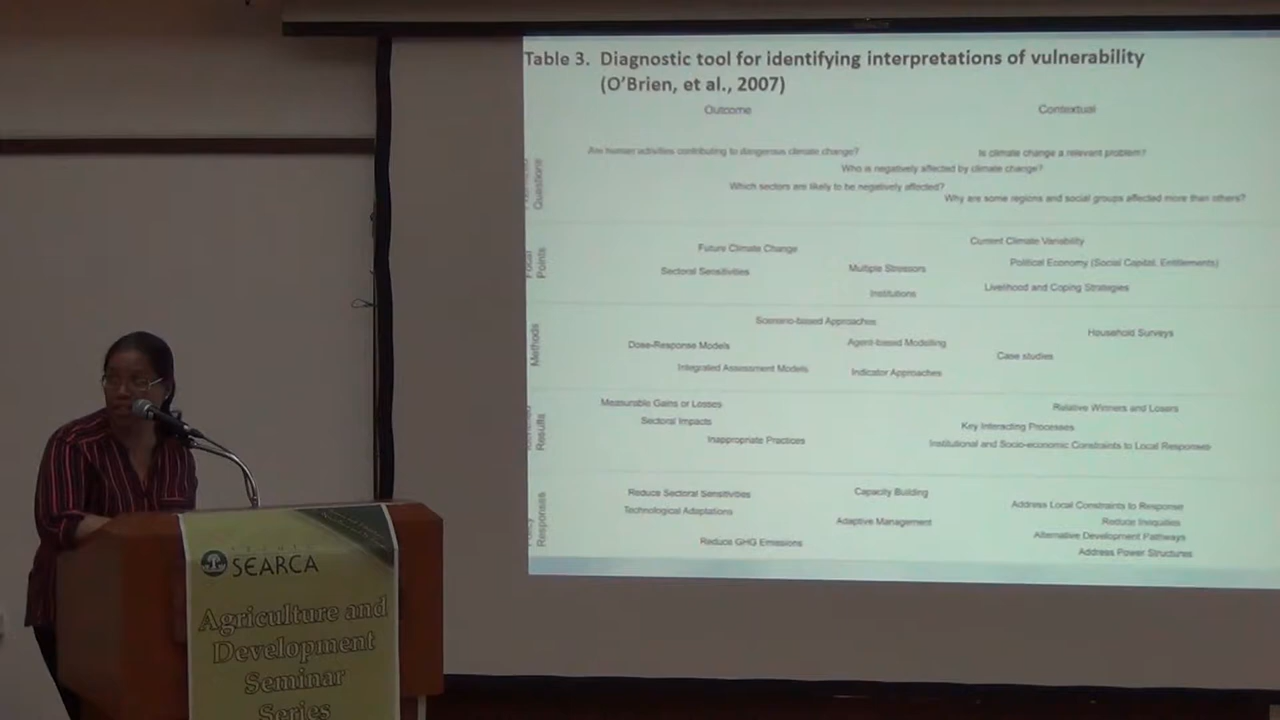 Table 3. Diagnostic tool for identifying interpretations of vulnerability
(O'Brien, et al., 2007)
Outcome
Contextual
Questions
Are human activities contributing to dangerous climate change?
Is climate change a relevant problem?
Who is negatively affected by climate change?
Which sectors are likely to be negatively affected?
Why are some regions and social groups affected more than others?
Focal
Points
Future Climate Change
Current Climate Variability
Sectoral Sensitivities
Multiple Stressors
Political Economy (Social Capital, Entitlements)
Institutions
Livelihood and Coping Strategies
Methods
Scenario-based Approaches
Household Surveys
Dose-Response Models
Agent-based Modelling
Case studies
Integrated Assessment Models
Indicator Approaches
Results
Measurable Gains or Losses
Relative Winners and Losers
Sectoral Impacts
Key Interacting Processes
Inappropriate Practices
Institutional and Socio-economic Constraints to Local Responses
Responses
Reduce Sectoral Sensitivities
Capacity Building
Address Local Constraints to Response
Technological Adaptations
Adaptive Management
Reduce Inequities
Reduce GHG Emissions
Alternative Development Pathways
Address Power Structures
SEARCA
Agriculture and
Development
Seminar
Series